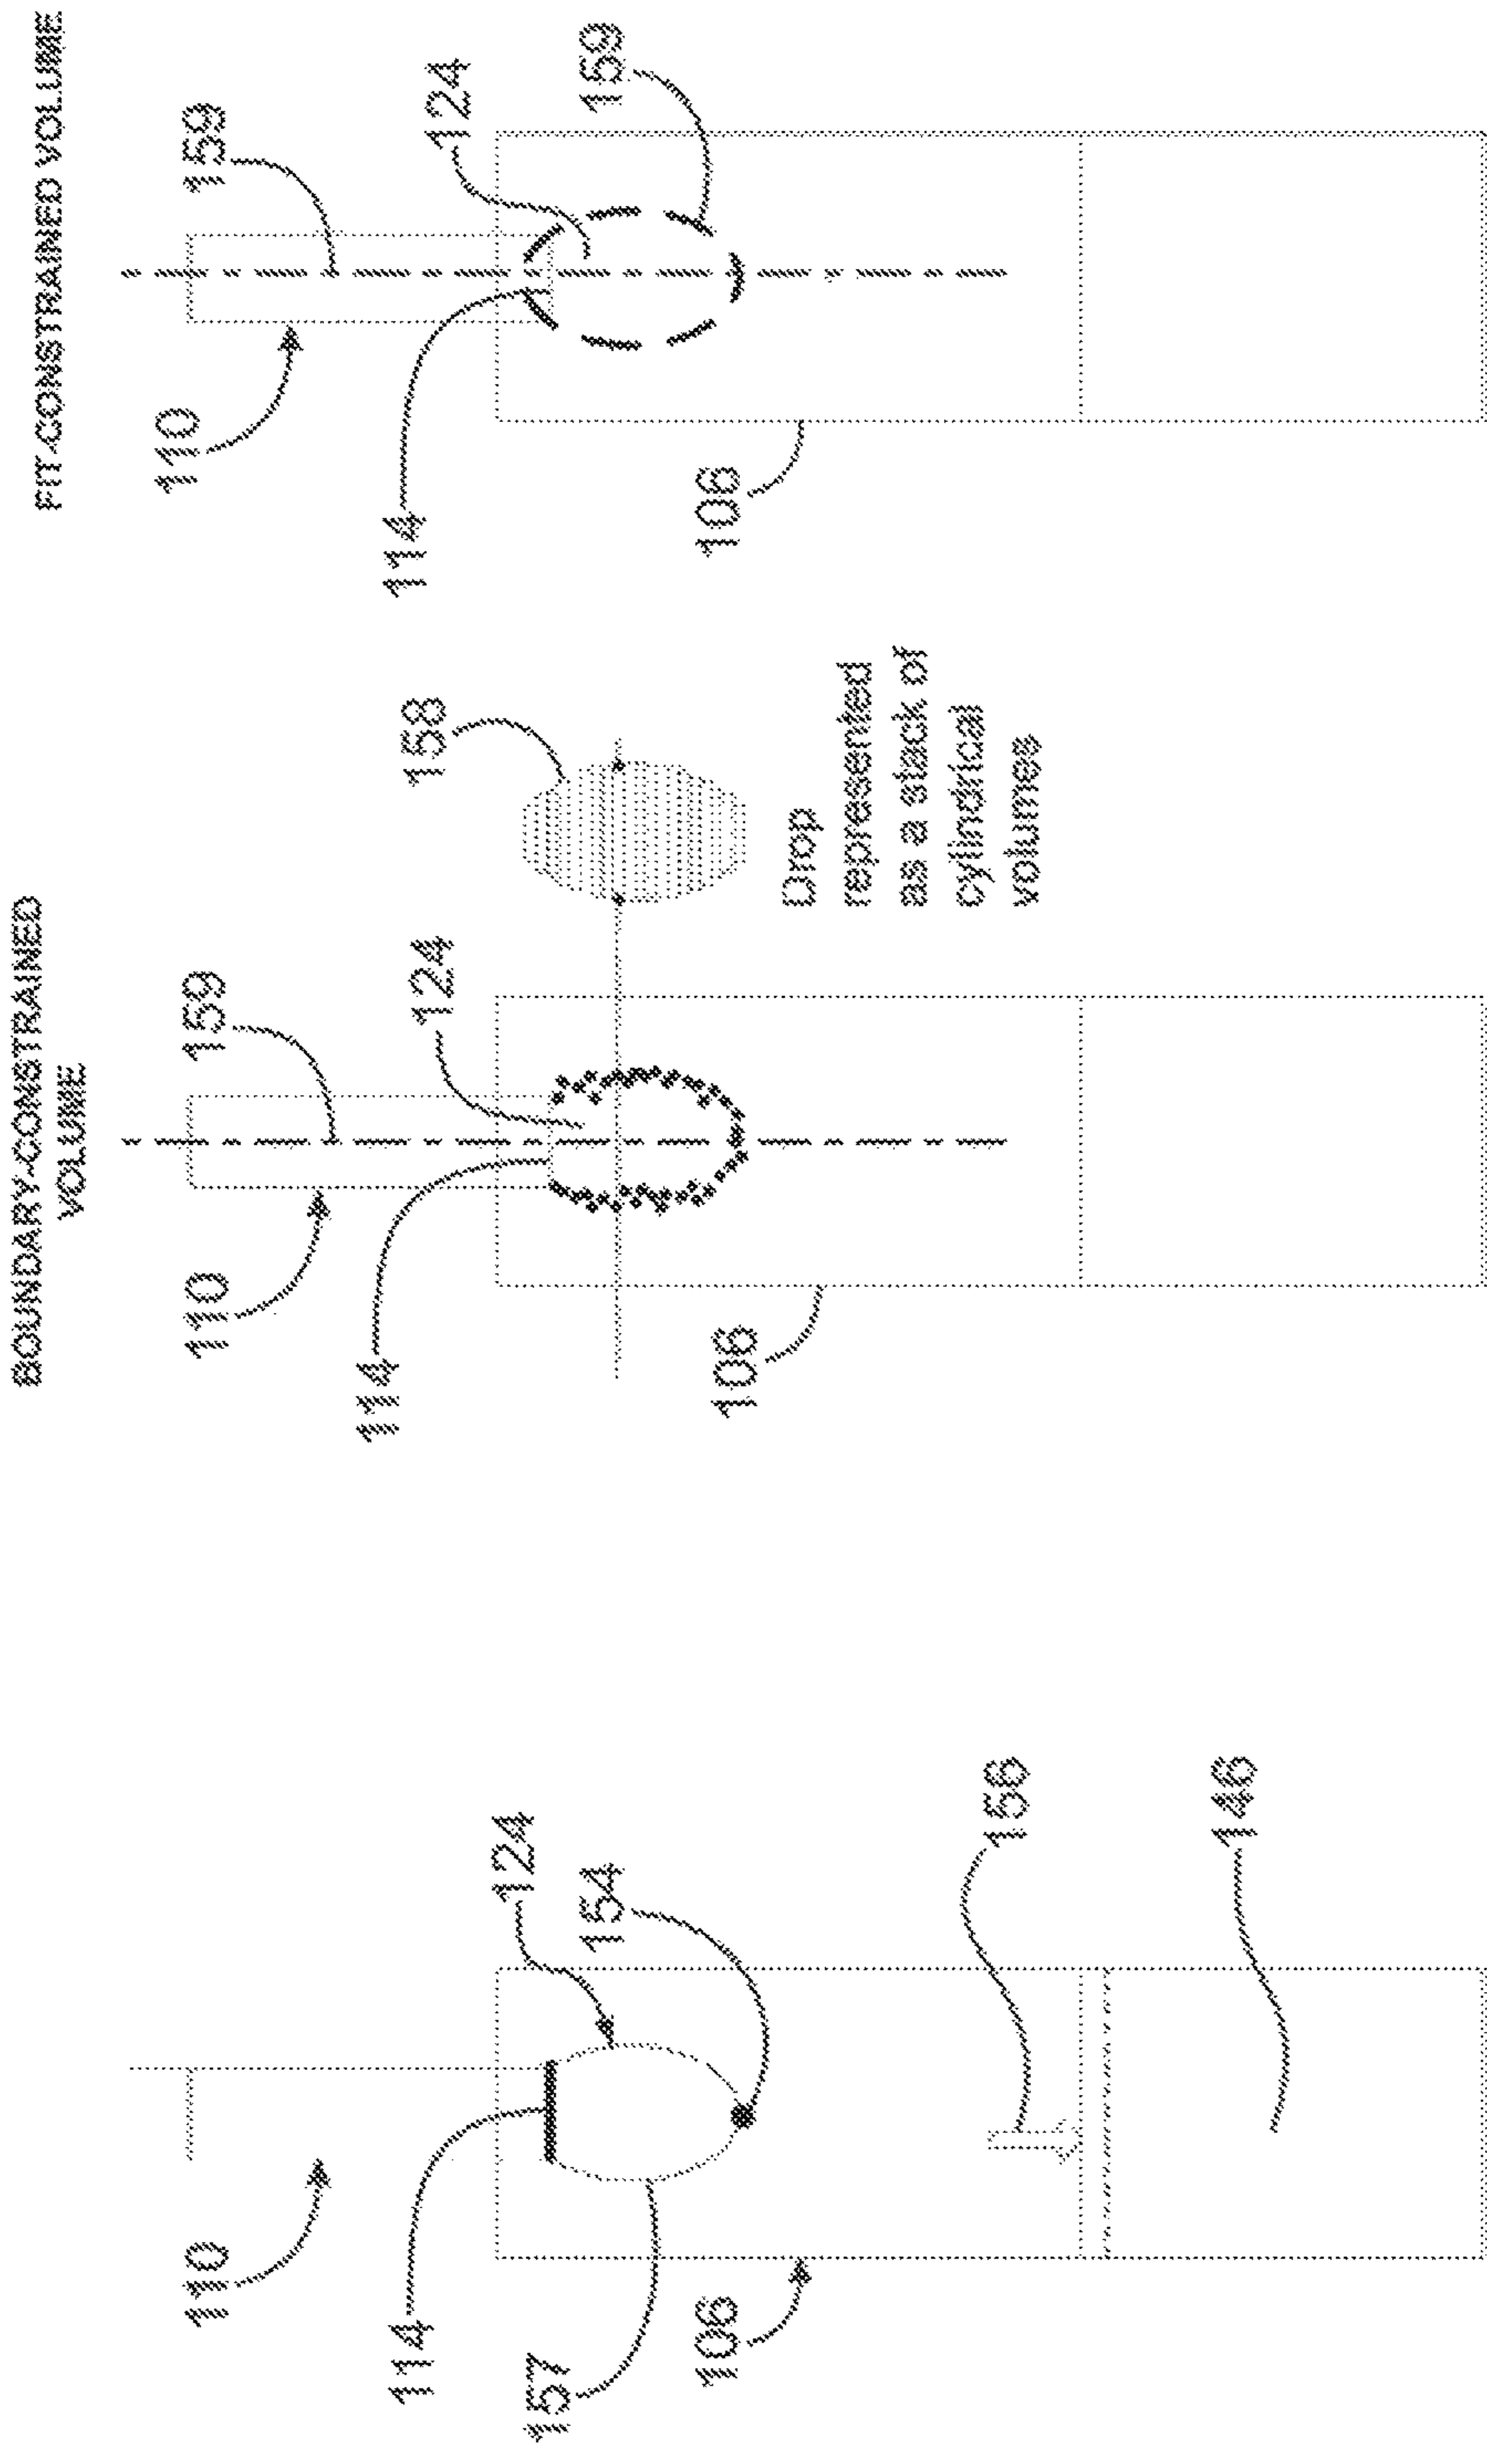 110
114
124
157
154
106
156
146
BOUNDARY-CONSTRAINED
VOLUME
159
110
114
124
158
106
Drop
represented
as a stack of
cylindrical
volumes
FIT-CONSTRAINED VOLUME
110
159
114
124
159
106